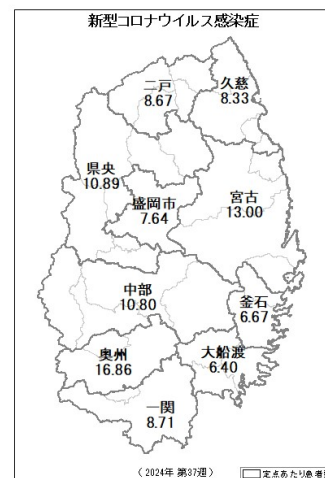 新型コロナウイルス感染症
二戸
8.67
久慈
8.33
県央
10.89
盛岡市
7.64
宮古
13.00
中部
10.80
釜石
6.67
奥州
16.86
大船渡
6.40
一関
8.71
(2024年 第37週)
定点あたり患者